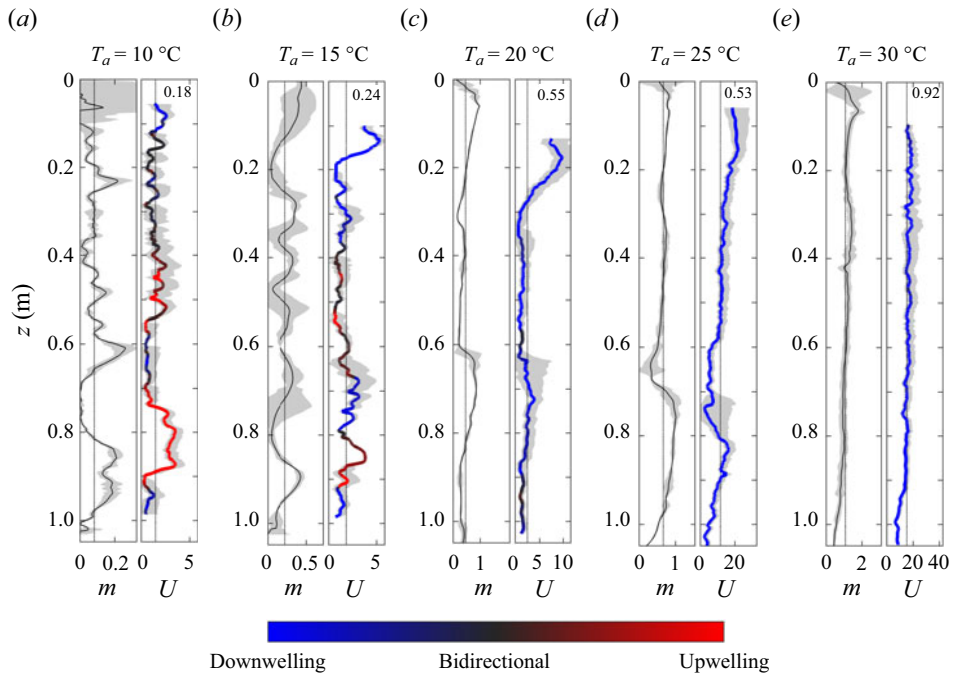 (a) (b) (c) (d) (e)
T_a = 10 °C T_a = 15 °C T_a = 20 °C T_a = 25 °C T_a = 30 °C
0 0 0 0 0
0.18 0.24 0.55 0.53 0.92
0.2 0.2 0.2 0.2 0.2
0.4 0.4 0.4 0.4 0.4
z (m)
0.6 0.6 0.6 0.6 0.6
0.8 0.8 0.8 0.8 0.8
1.0 1.0 1.0 1.0 1.0
0 0.2 0 5 0 0.5 0 5 0 1 0 5 10 0 1 0 20 0 2 0 20 40
m U m U m U m U m U
Downwelling Bidirectional Upwelling